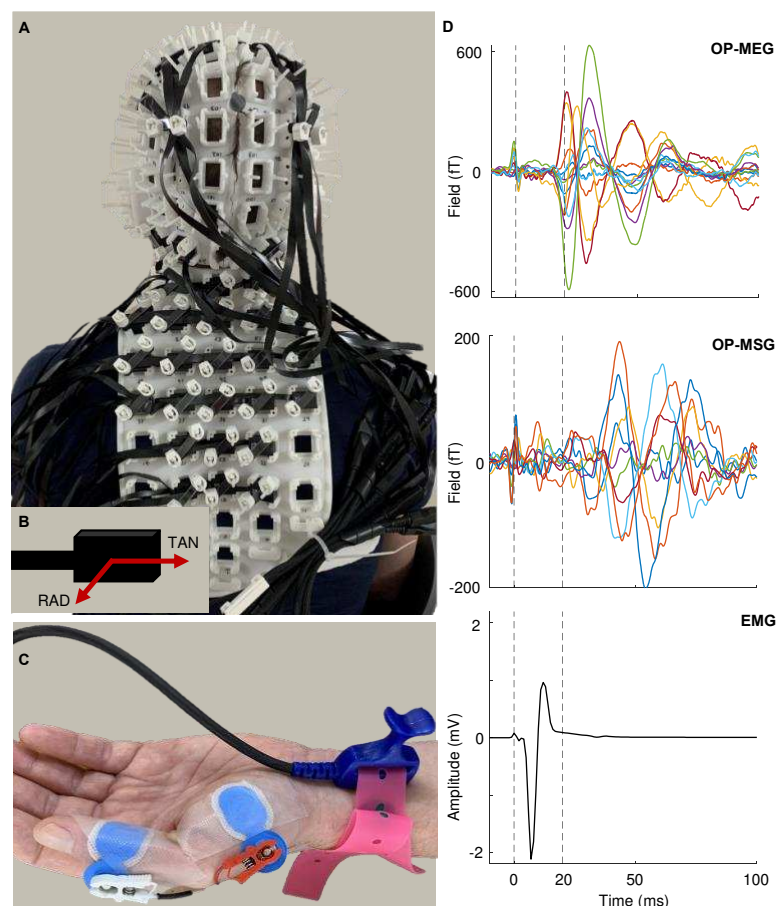 A
B
TAN
RAD
C
D
OP-MEG
600
0
-600
Field (fT)
OP-MSG
200
0
-200
Field (fT)
EMG
2
0
-2
Amplitude (mV)
0 20 50 100
Time (ms)